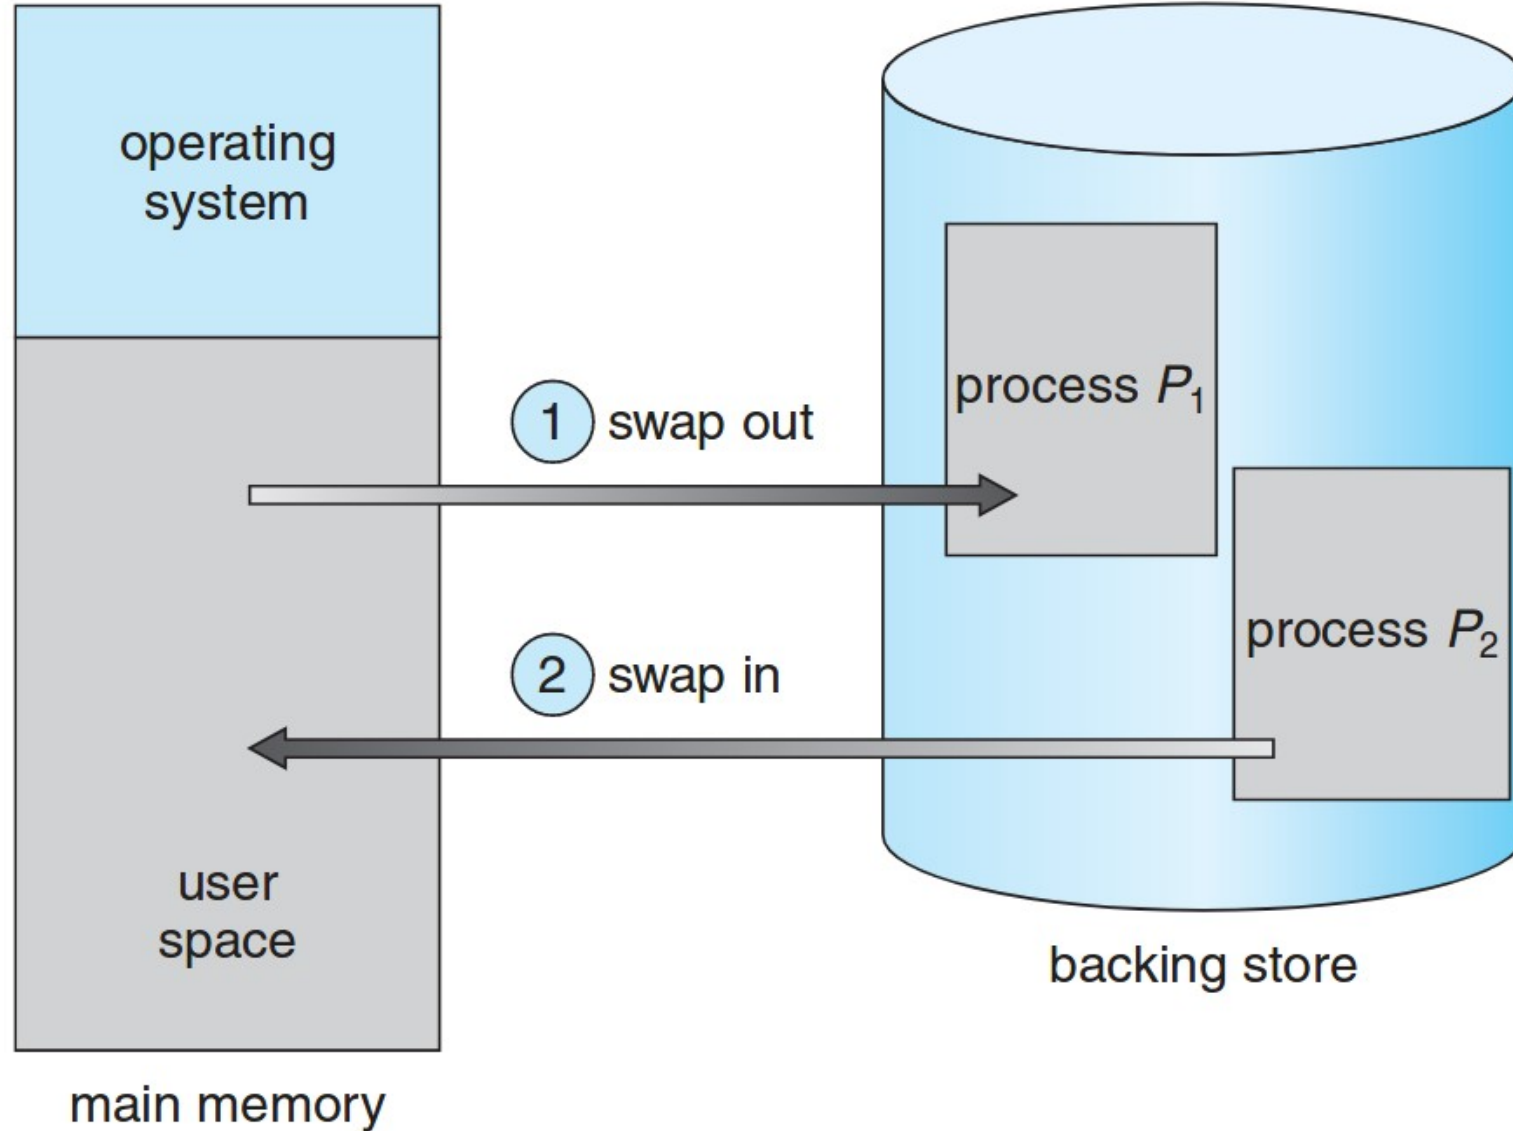 operating
system
1 swap out
process P₁
process P₂
2 swap in
user
space
backing store
main memory